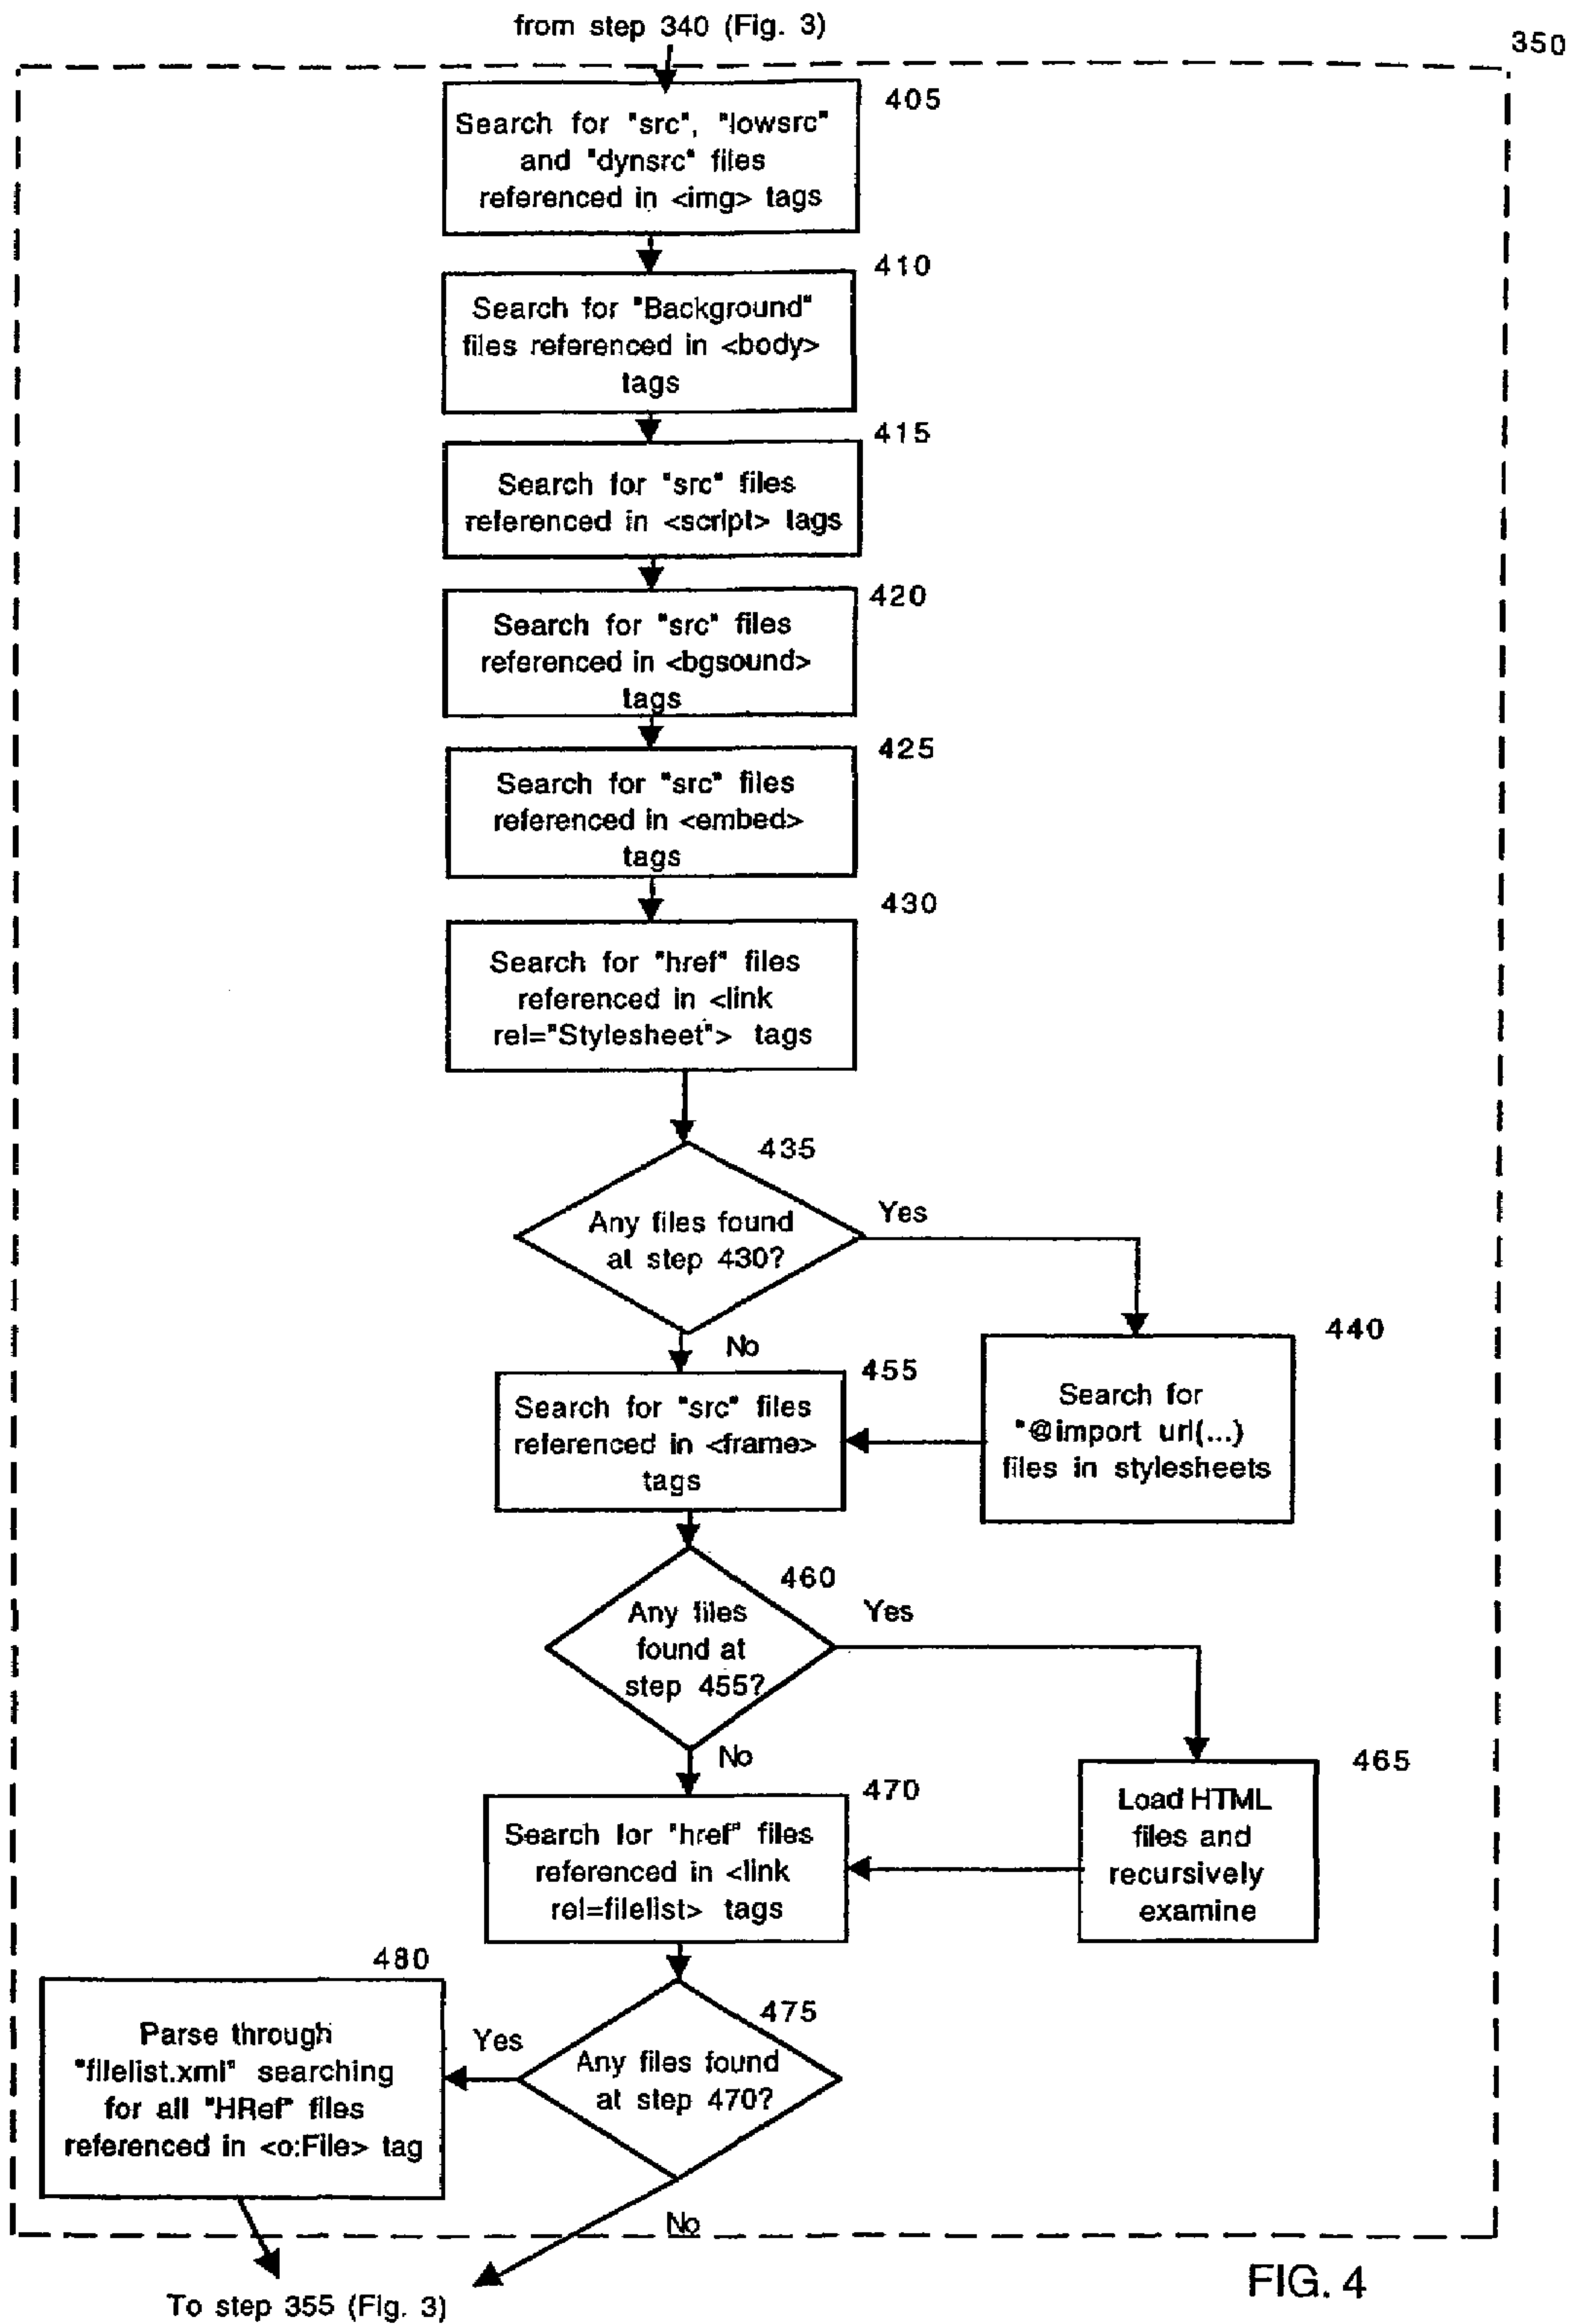 from step 340 (Fig. 3)
350
405
Search for "src", "lowsrc"
and "dynsrc" files
referenced in <img> tags
410
Search for "Background"
files referenced in <body>
tags
415
Search for "src" files
referenced in <script> tags
420
Search for "src" files
referenced in <bgsound>
tags
425
Search for "src" files
referenced in <embed>
tags
430
Search for "href" files
referenced in <link
rel="Stylesheet"> tags
435
Any files found
at step 430?
Yes
No
440
Search for
"@import url(...)
files in stylesheets
455
Search for "src" files
referenced in <frame>
tags
460
Any files
found at
step 455?
Yes
No
465
Load HTML
files and
recursively
examine
470
Search for "href" files
referenced in <link
rel=filelist> tags
475
Any files found
at step 470?
Yes
No
480
Parse through
"filelist.xml" searching
for all "HRef" files
referenced in <o:File> tag
To step 355 (Fig. 3)
FIG. 4